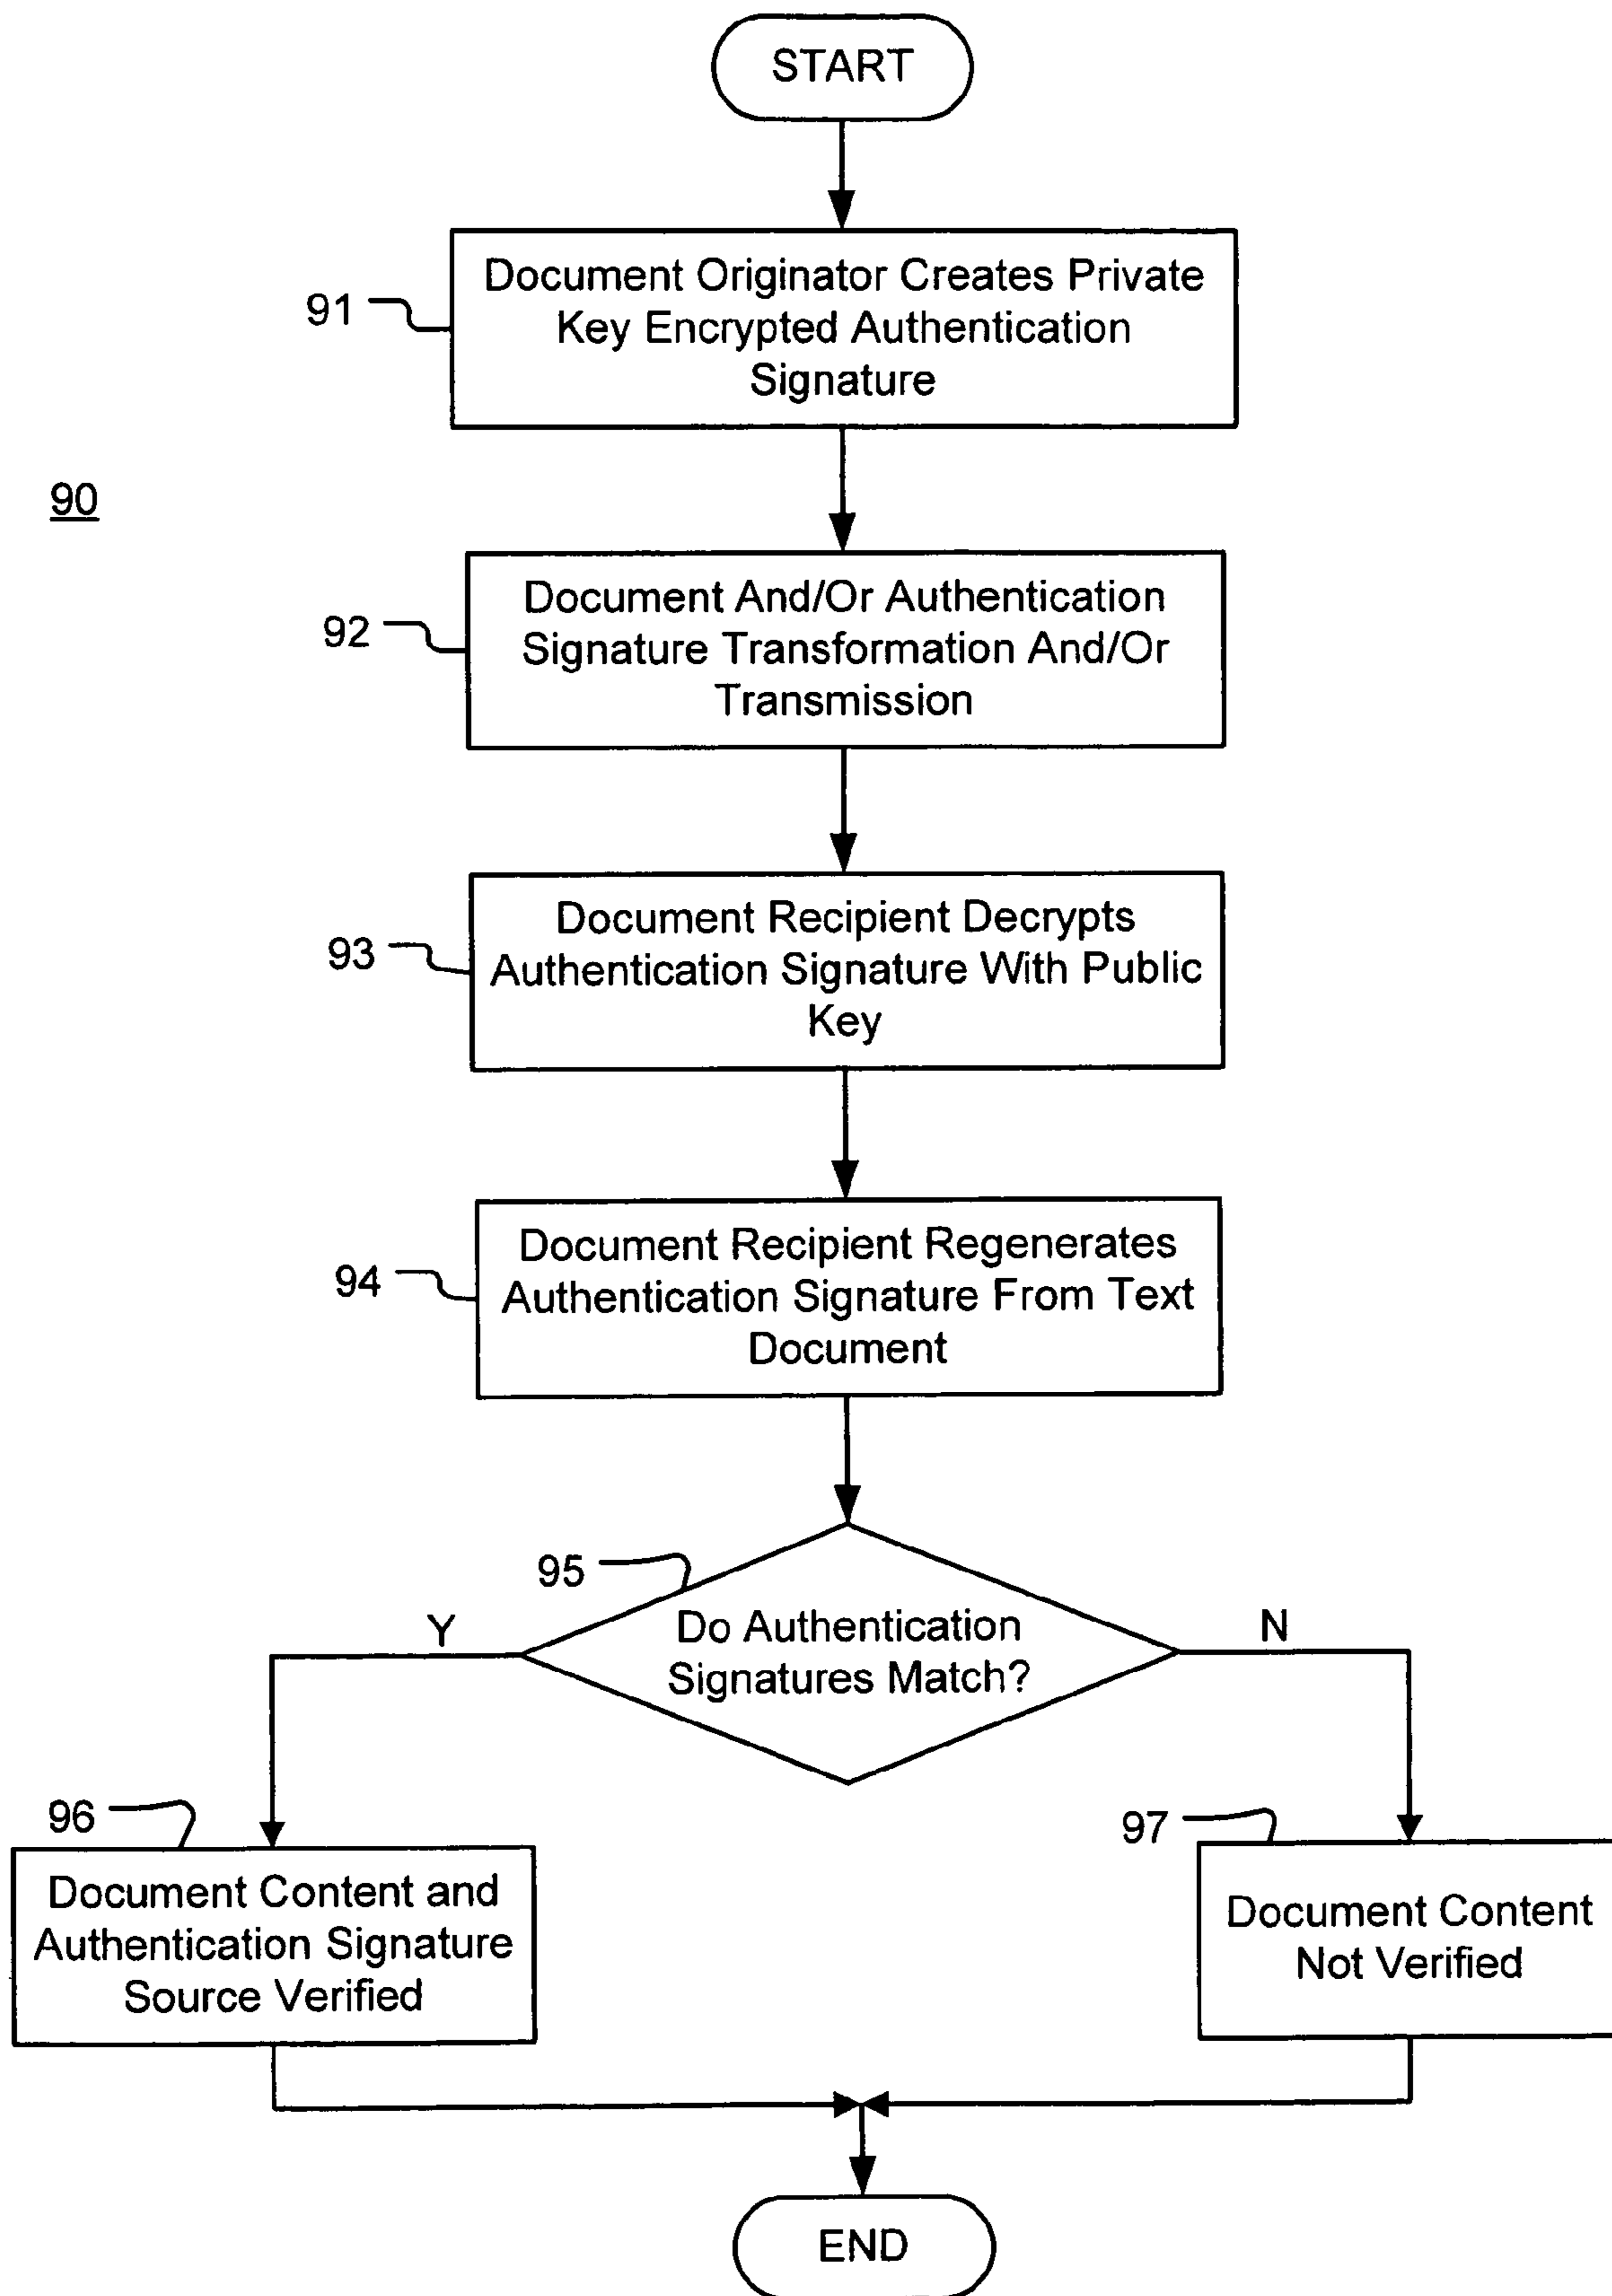 START
91
Document Originator Creates Private
Key Encrypted Authentication
Signature
90
92
Document And/Or Authentication
Signature Transformation And/Or
Transmission
93
Document Recipient Decrypts
Authentication Signature With Public
Key
94
Document Recipient Regenerates
Authentication Signature From Text
Document
95
Do Authentication
Signatures Match?
Y
N
96
Document Content and
Authentication Signature
Source Verified
97
Document Content
Not Verified
END